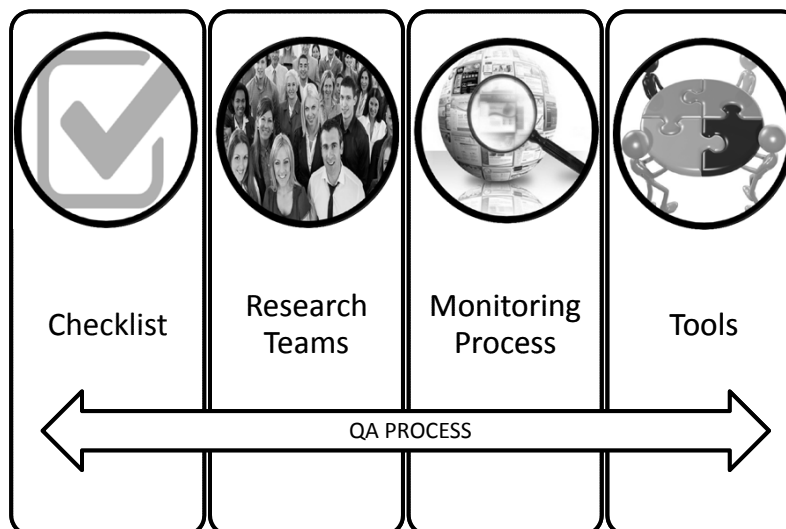 Checklist
Research
Teams
Monitoring
Process
Tools
QA PROCESS